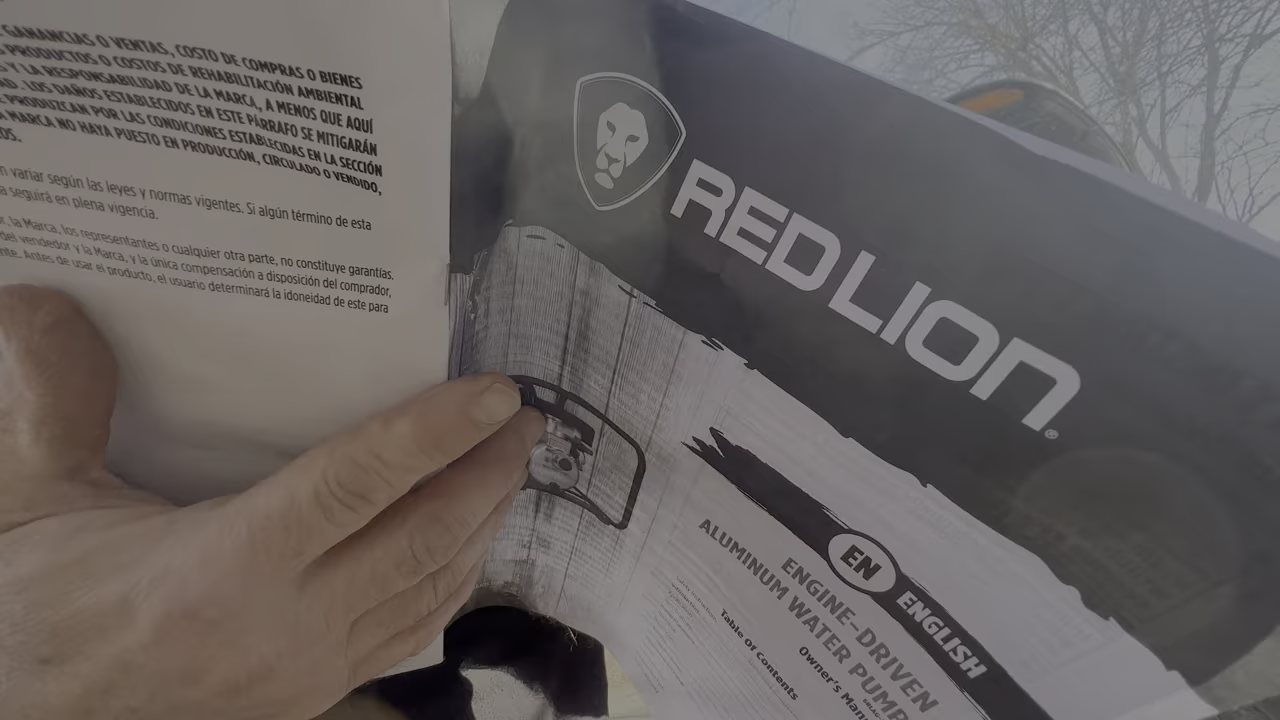 GANANCIAS O VENTAS, COSTO DE COMPRAS O BIENES
PRODUCTOS O COSTOS DE REHABILITACIÓN AMBIENTAL
Y LA RESPONSABILIDAD DE LA MARCA, A MENOS QUE AQUÍ
LOS DAÑOS ESTABLECIDOS EN ESTE PÁRRAFO SE MITIGARÁN
PRODUZCAN POR LAS CONDICIONES ESTABLECIDAS EN LA SECCIÓN
MARCA NO HAYA PUESTO EN PRODUCCIÓN, CIRCULADO O VENDIDO,
variar según las leyes y normas vigentes. Si algún término de esta
seguirá en plena vigencia.
la Marca, los representantes o cualquier otra parte, no constituye garantías.
del vendedor y la Marca, y la única compensación a disposición del comprador,
Antes de usar el producto, el usuario determinará la idoneidad de este para
RED LION®
EN ENGLISH
ENGINE-DRIVEN
ALUMINUM WATER PUMP
Owner's
Table of Contents